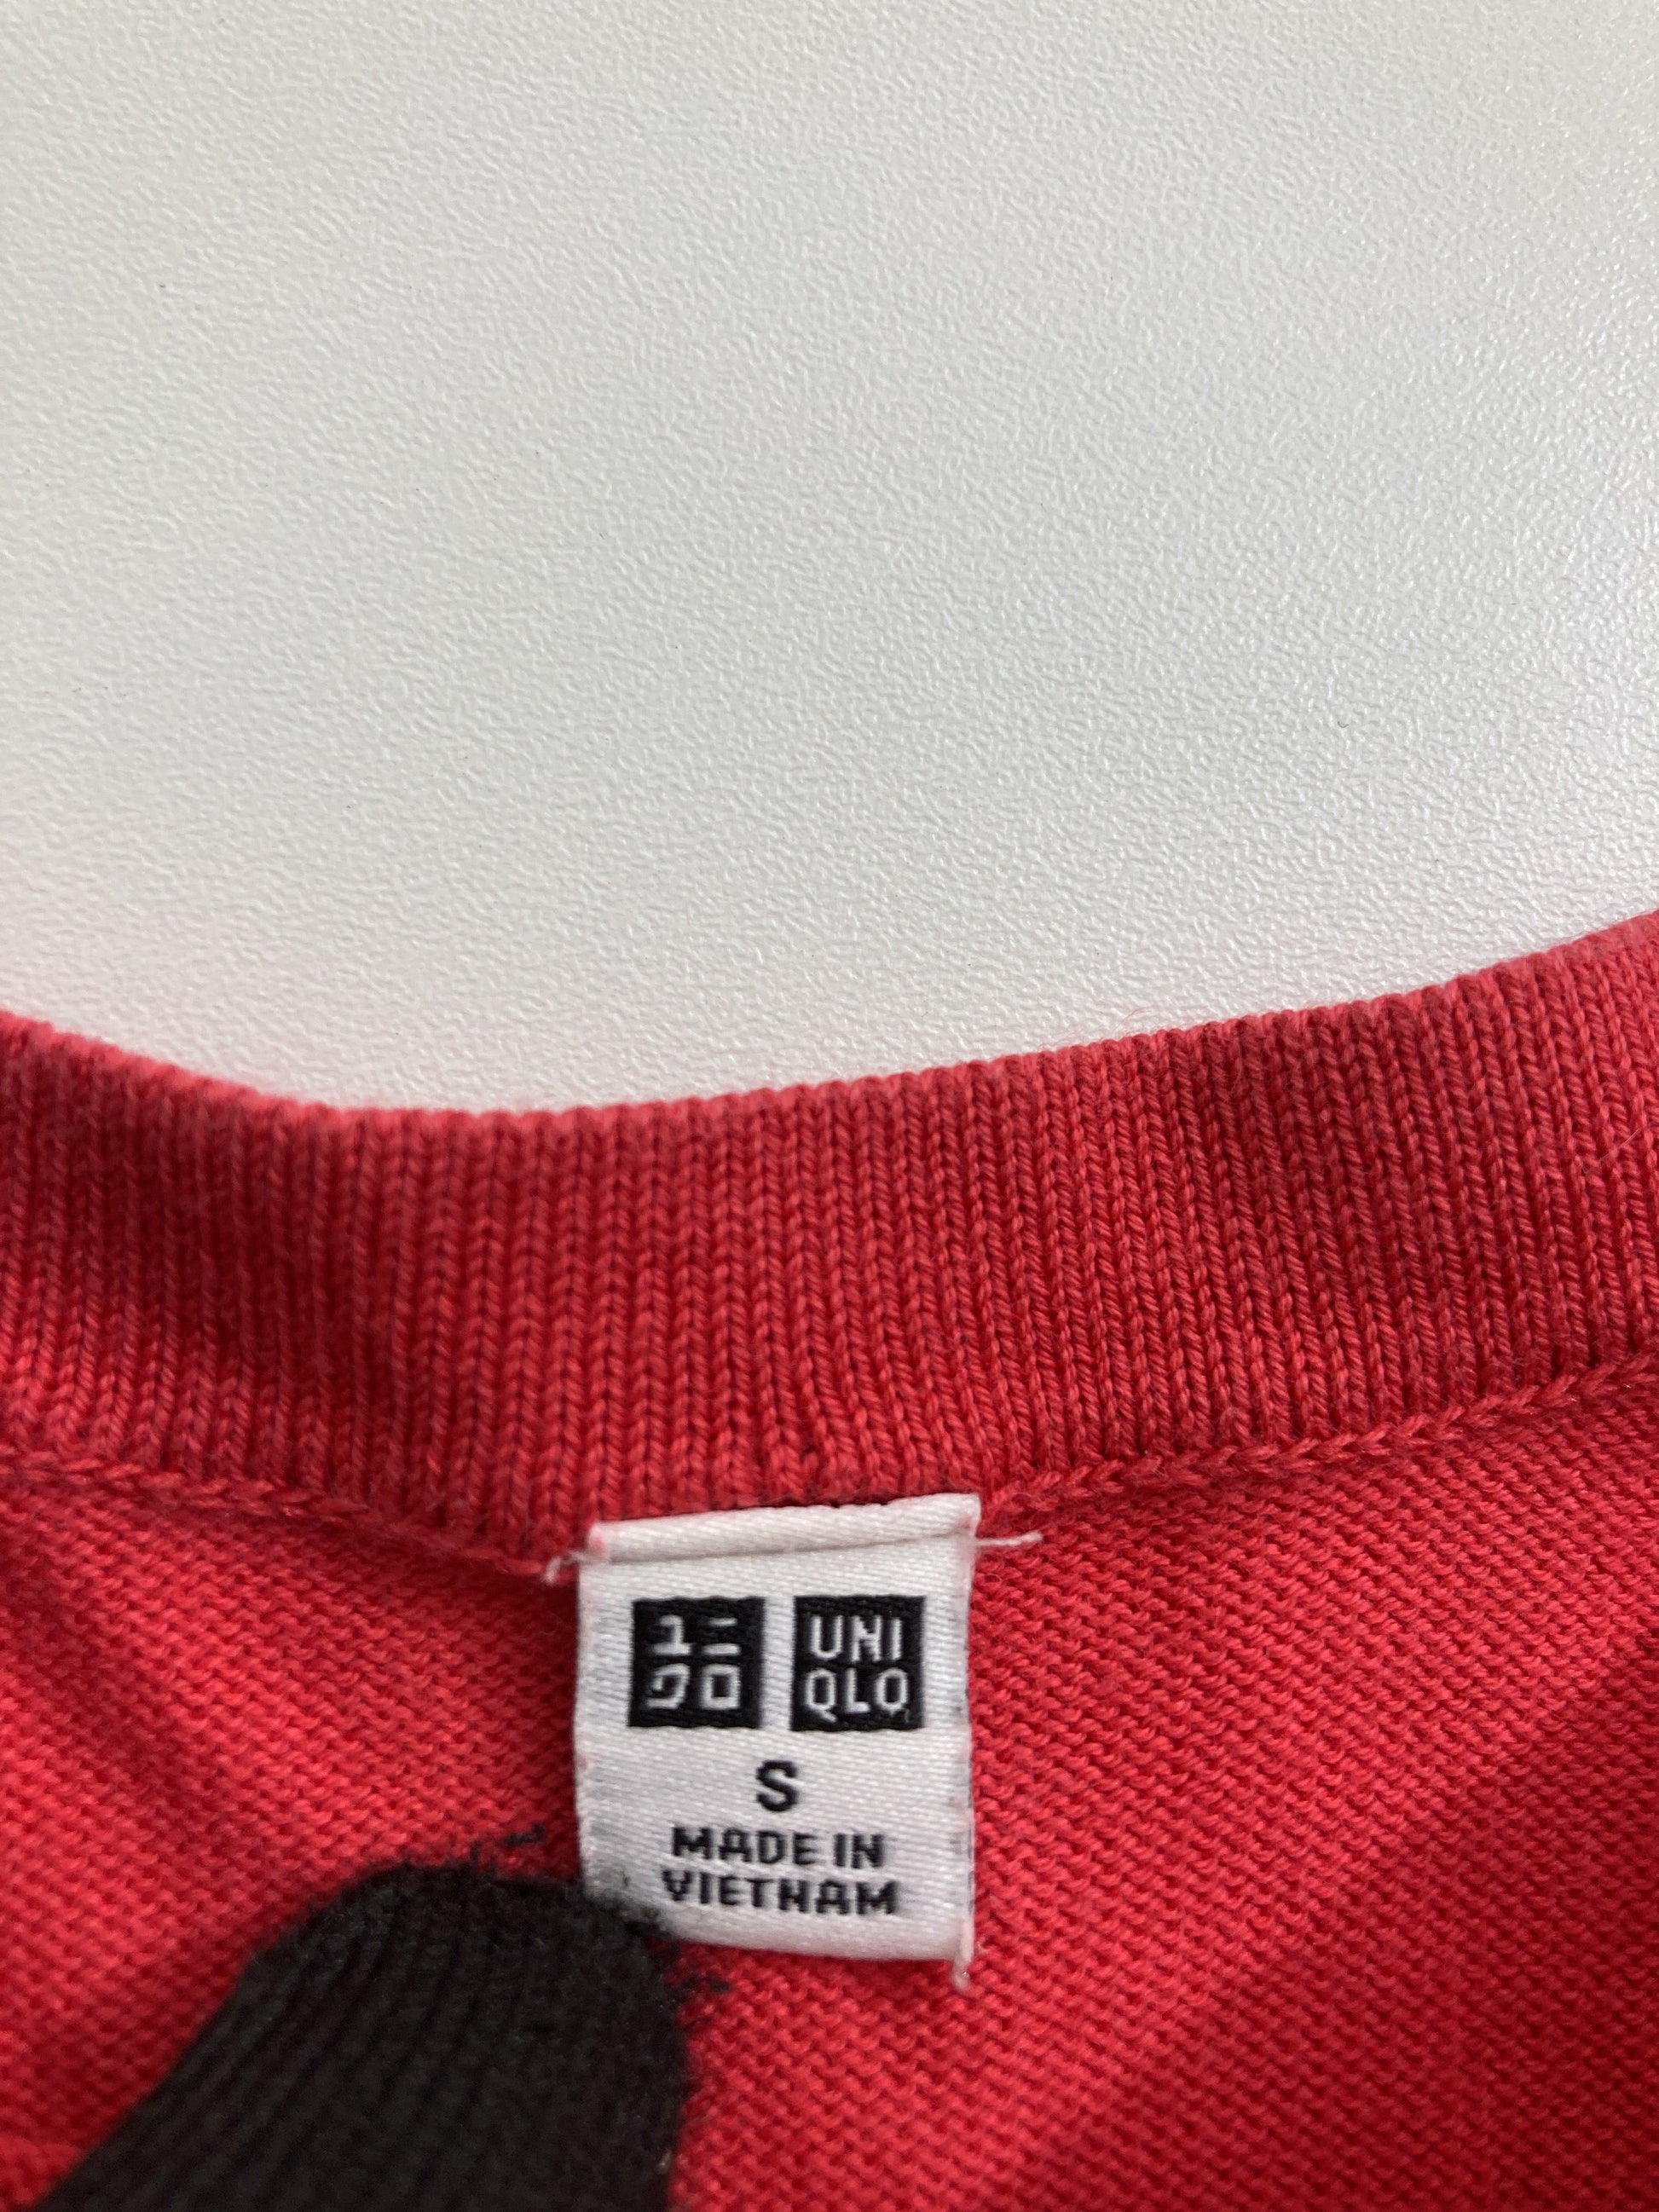 ユニ UNI
クロ QLO
S
MADE IN
VIETNAM